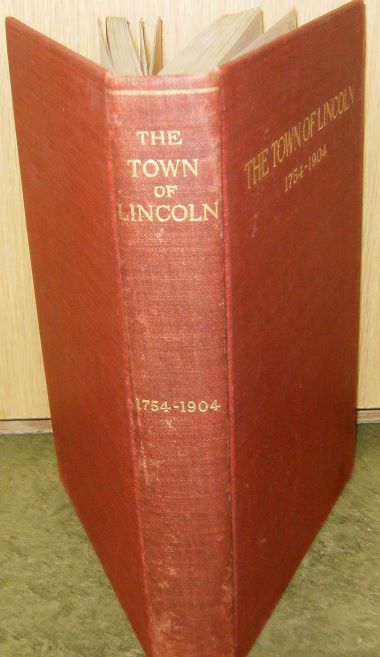 THE
TOWN
OF
LINCOLN
1754-1904
THE TOWN OF LINCOLN
1754-1904